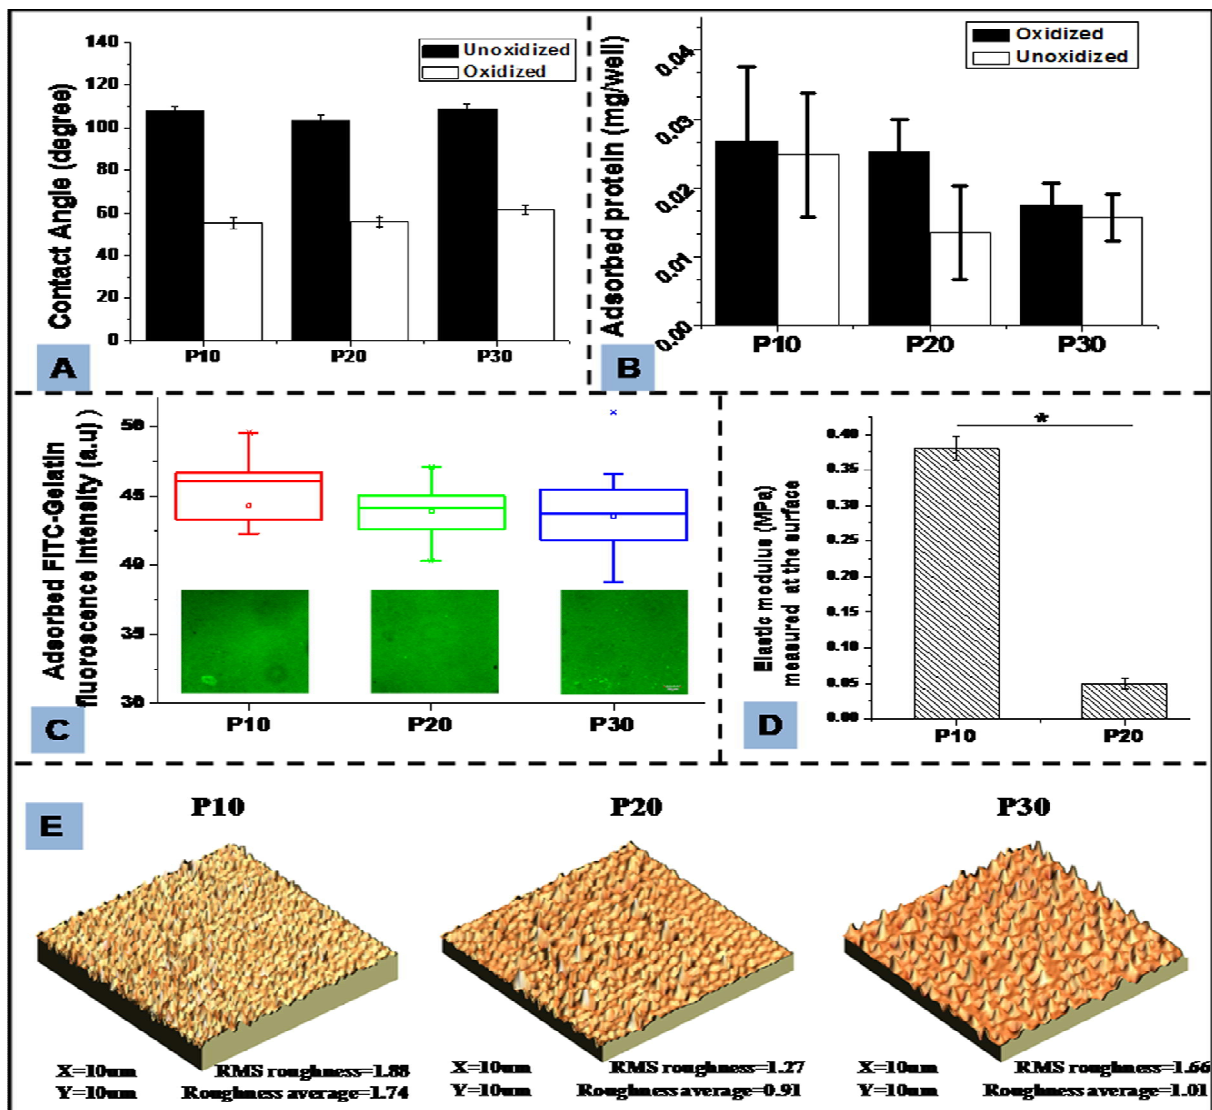 140
120
100
80
60
40
20
0
Contact Angle (degree)
Unoxidized
Oxidized
P10 P20 P30
A
0.04
0.03
0.02
0.01
0.00
Adsorbed protein (mg/well)
Oxidized
Unoxidized
P10 P20 P30
B
50
45
40
35
30
Adsorbed FITC-Gelatin
fluoroscence Intensity (a.u) )
P10 P20 P30
C
0.40
0.35
0.30
0.25
0.20
0.15
0.10
0.05
0.00
Elastic modulus (MPa)
measured at the surface
*
P10 P20
D
E
P10 P20 P30
X=10um RMS roughness=1.88
Y=10um Roughness average=1.74
X=10um RMS roughness=1.27
Y=10um Roughness average=0.91
X=10um RMS roughness=1.66
Y=10um Roughness average=1.01